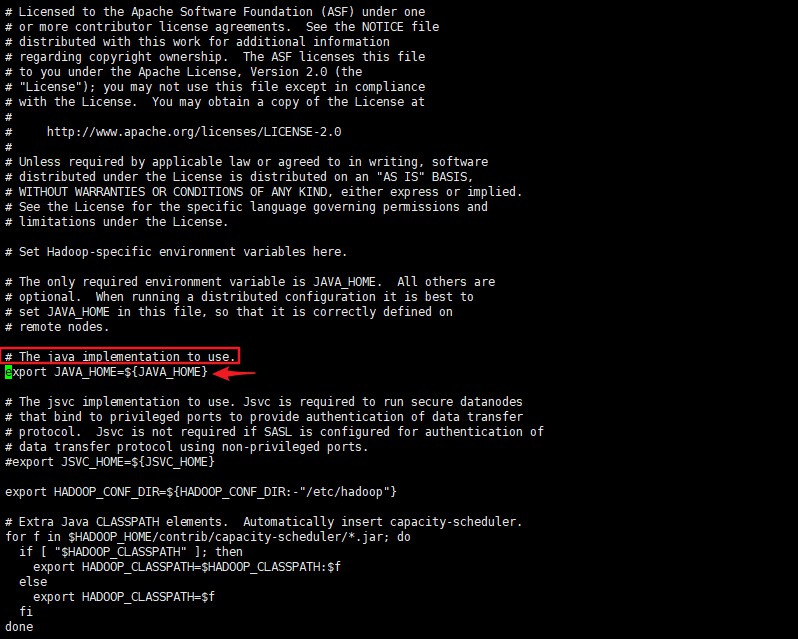 # Licensed to the Apache Software Foundation (ASF) under one
# or more contributor license agreements.  See the NOTICE file
# distributed with this work for additional information
# regarding copyright ownership.  The ASF licenses this file
# to you under the Apache License, Version 2.0 (the
# "License"); you may not use this file except in compliance
# with the License.  You may obtain a copy of the License at
#
#     http://www.apache.org/licenses/LICENSE-2.0
#
# Unless required by applicable law or agreed to in writing, software
# distributed under the License is distributed on an "AS IS" BASIS,
# WITHOUT WARRANTIES OR CONDITIONS OF ANY KIND, either express or implied.
# See the License for the specific language governing permissions and
# limitations under the License.

# Set Hadoop-specific environment variables here.

# The only required environment variable is JAVA_HOME.  All others are
# optional.  When running a distributed configuration it is best to
# set JAVA_HOME in this file, so that it is correctly defined on
# remote nodes.

# The java implementation to use.
export JAVA_HOME=${JAVA_HOME}

# The jsvc implementation to use. Jsvc is required to run secure datanodes
# that bind to privileged ports to provide authentication of data transfer
# protocol.  Jsvc is not required if SASL is configured for authentication of
# data transfer protocol using non-privileged ports.
#export JSVC_HOME=${JSVC_HOME}

export HADOOP_CONF_DIR=${HADOOP_CONF_DIR:-"/etc/hadoop"}

# Extra Java CLASSPATH elements.  Automatically insert capacity-scheduler.
for f in $HADOOP_HOME/contrib/capacity-scheduler/*.jar; do
  if [ "$HADOOP_CLASSPATH" ]; then
    export HADOOP_CLASSPATH=$HADOOP_CLASSPATH:$f
  else
    export HADOOP_CLASSPATH=$f
  fi
done